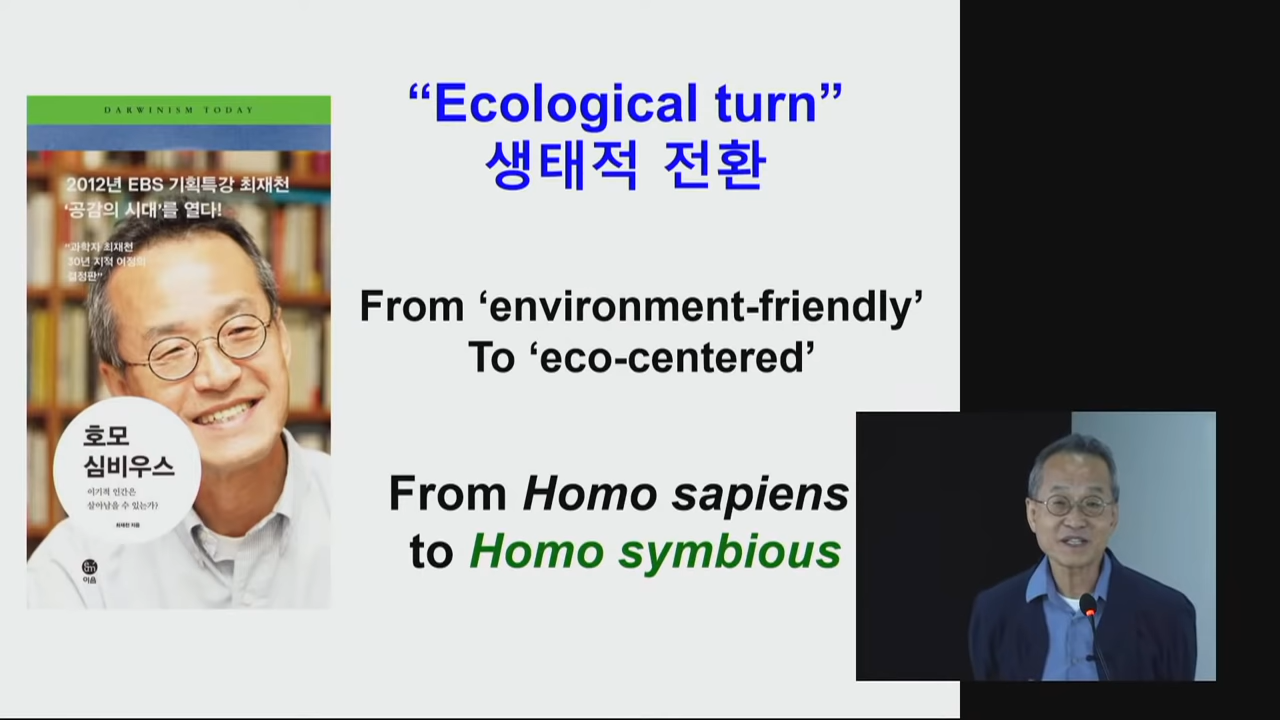 DARWINISM TODAY
2012년 EBS 기획특강 최재천
‘공감의 시대’를 열다!
“과학자 최재천
30년 지적 여정의
결정판”
호모
심비우스
이기적 인간은
살아남을 수 있는가?
최재천 지음
이음
“Ecological turn”
생태적 전환
From ‘environment-friendly’
To ‘eco-centered’
From Homo sapiens
to Homo symbious